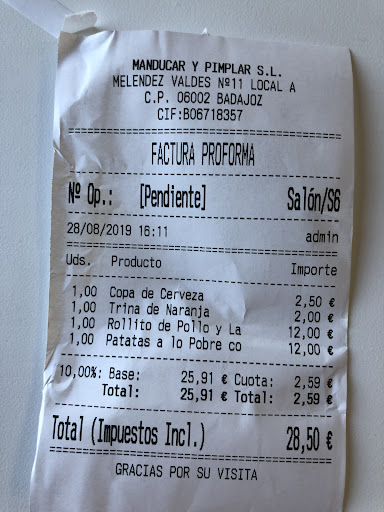 MANDUCAR Y PIMPLAR S.L.
MELENDEZ VALDES Nº11 LOCAL A
C.P. 06002 BADAJOZ
CIF:B06718357
FACTURA PROFORMA
Nº Op.: [Pendiente] Salón/S6
28/08/2019 16:11 admin
Uds. Producto Importe
1,00 Copa de Cerveza 2,50 €
1,00 Trina de Naranja 2,00 €
1,00 Rollito de Pollo y La 12,00 €
1,00 Patatas a lo Pobre co 12,00 €
10,00%: Base: 25,91 € Cuota: 2,59 €
Total: 25,91 € Total: 2,59 €
Total (Impuestos Incl.) 28,50 €
GRACIAS POR SU VISITA